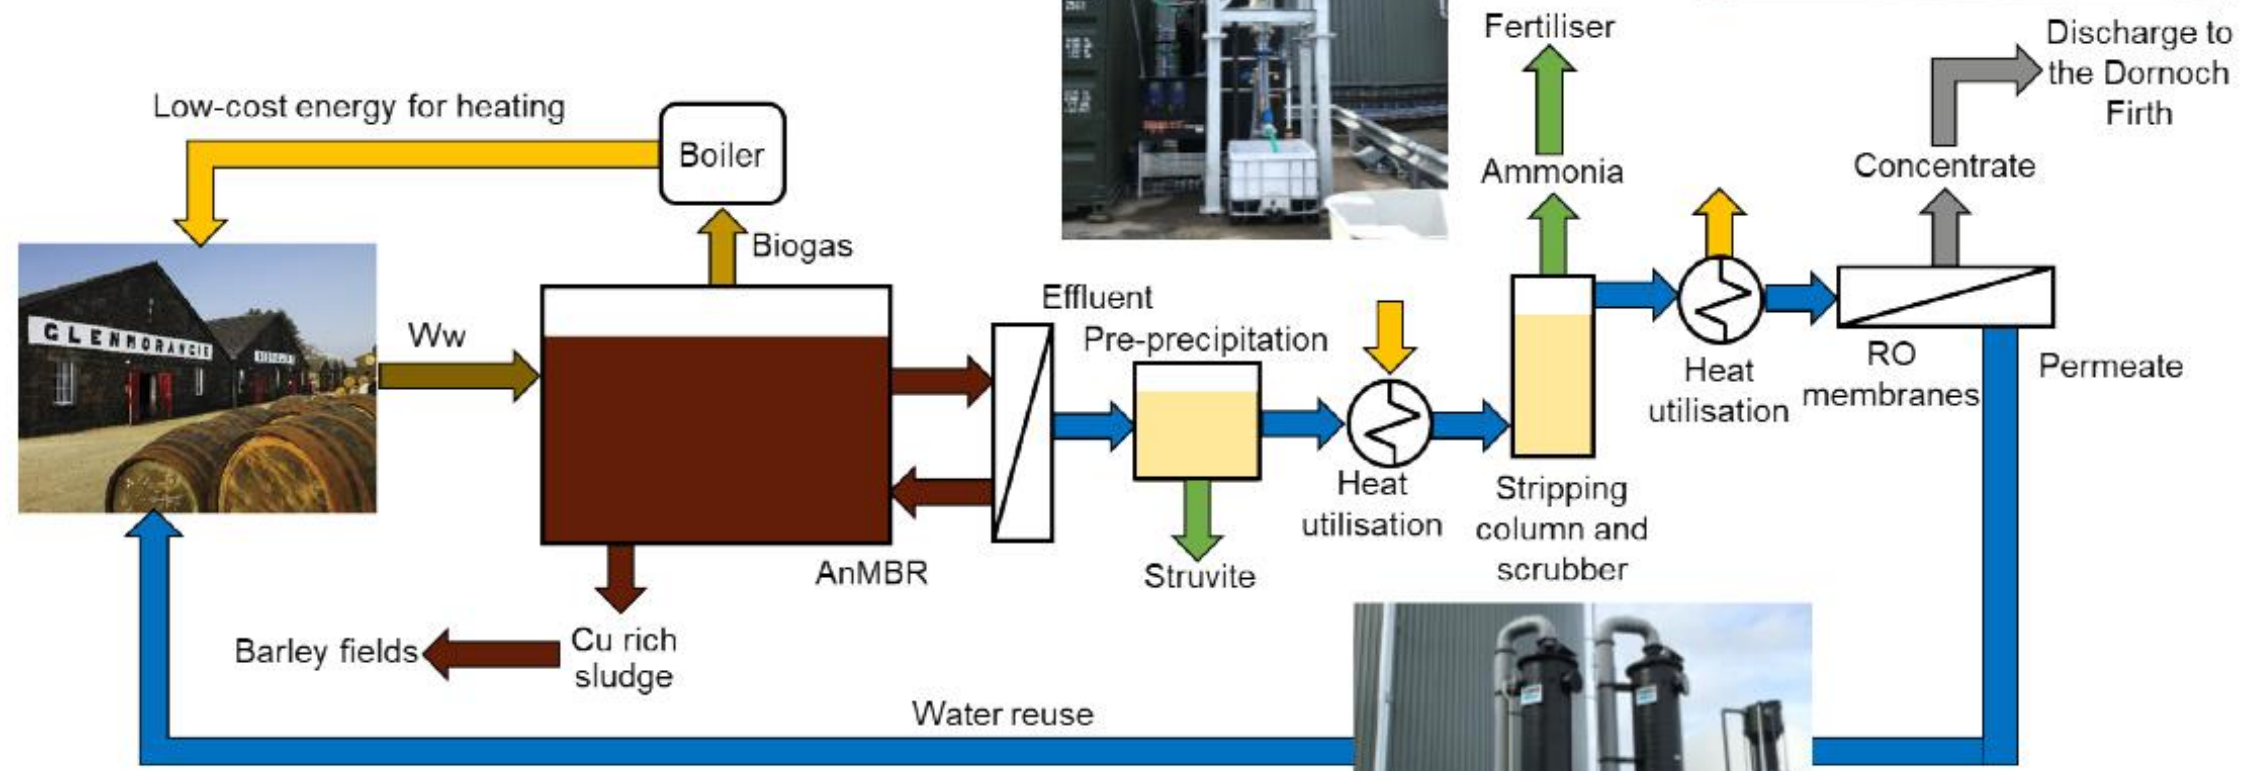 Fertiliser
Discharge to
the Dornoch
Firth
Low-cost energy for heating
Boiler
Ammonia
Concentrate
Biogas
GLENMORANGIE
Ww
Effluent
Pre-precipitation
Heat
utilisation
RO
membranes
Permeate
Heat
utilisation
Stripping
column and
scrubber
AnMBR
Struvite
Barley fields
Cu rich
sludge
Water reuse